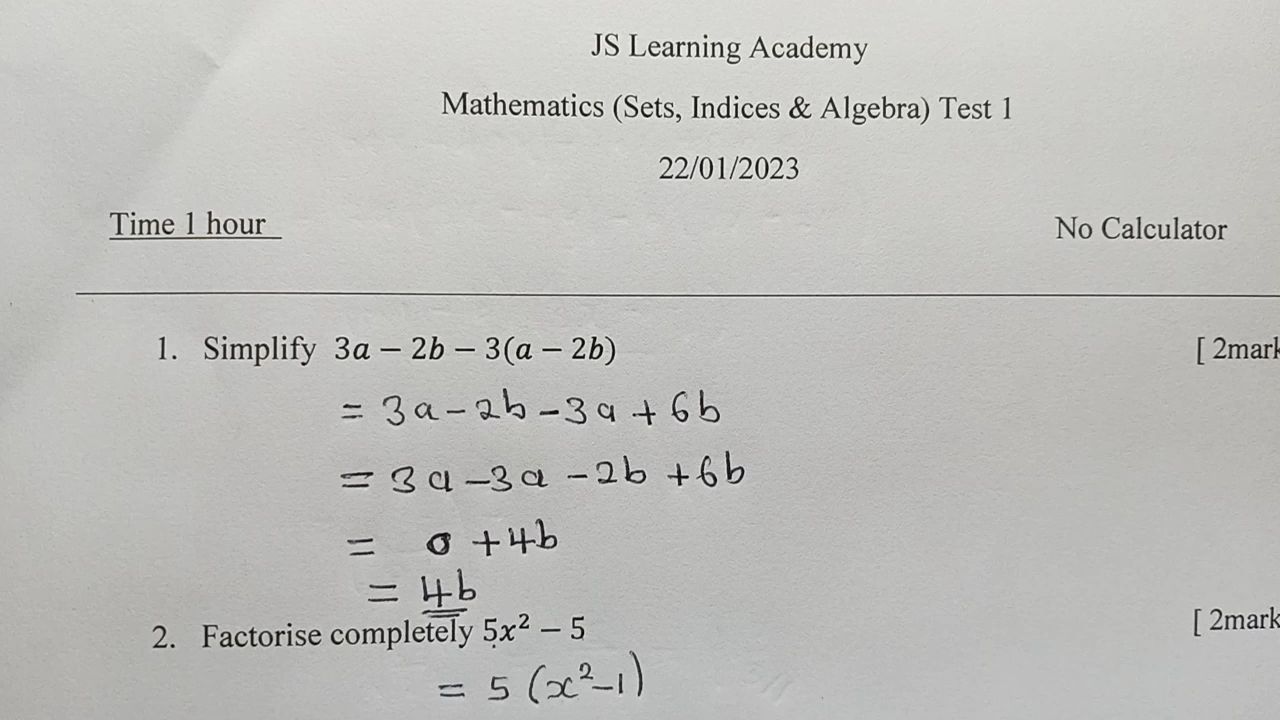 JS Learning Academy
Mathematics (Sets, Indices & Algebra) Test 1
22/01/2023
Time 1 hour No Calculator
1. Simplify 3a – 2b – 3(a – 2b) [ 2mark
= 3a – 2b – 3a + 6b
= 3a – 3a – 2b + 6b
= 0 + 4b
= 4b
2. Factorise completely 5x² – 5 [ 2mark
= 5 (x² – 1)